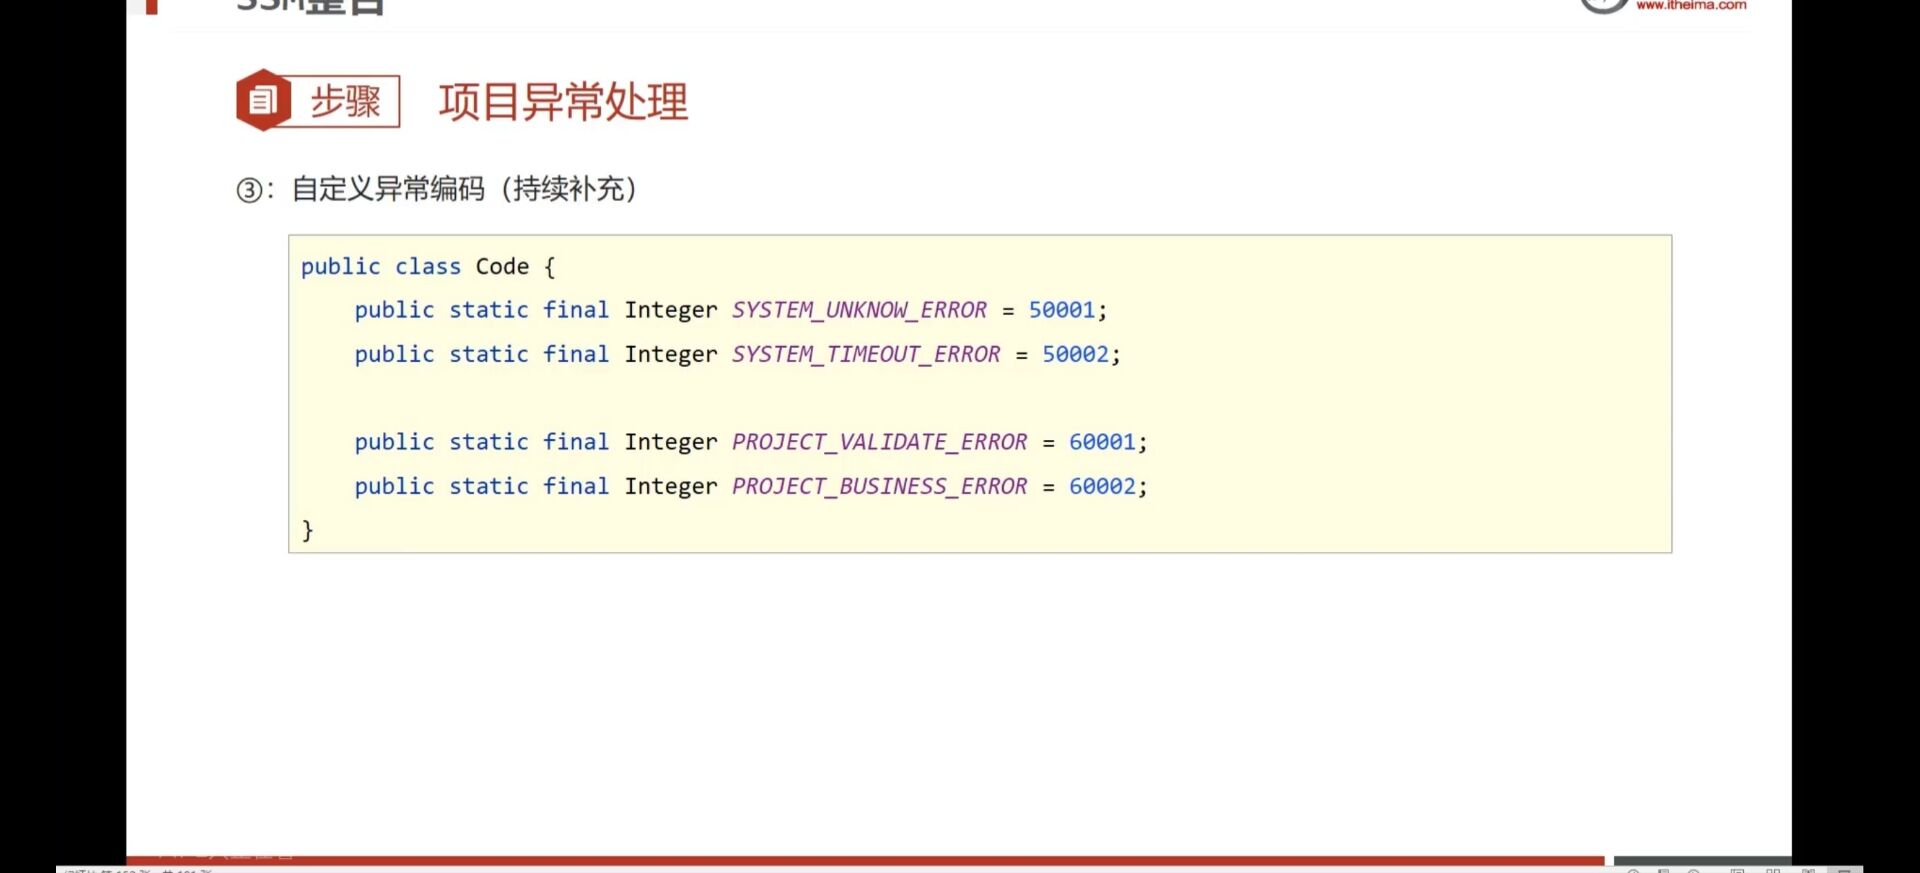 SSM整合
www.itheima.com
步骤 项目异常处理
③：自定义异常编码（持续补充）
public class Code {
public static final Integer SYSTEM_UNKNOW_ERROR = 50001;
public static final Integer SYSTEM_TIMEOUT_ERROR = 50002;
public static final Integer PROJECT_VALIDATE_ERROR = 60001;
public static final Integer PROJECT_BUSINESS_ERROR = 60002;
}